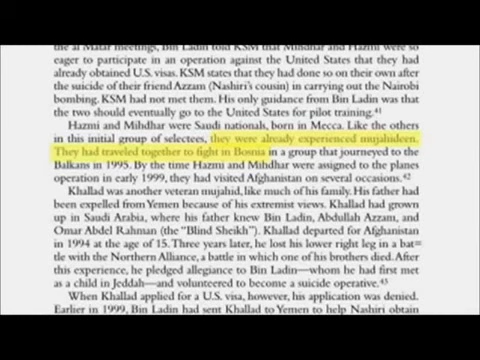 the al Matar meetings, Bin Ladin told KSM that Mihdhar and Hazmi were so
eager to participate in an operation against the United States that they had
already obtained U.S. visas. KSM states that they had done so on their own after
the suicide of their friend Azzam (Nashiri's cousin) in carrying out the Nairobi
bombing. KSM had not met them. His only guidance from Bin Ladin was that
the two should eventually go to the United States for pilot training.41
Hazmi and Mihdhar were Saudi nationals, born in Mecca. Like the others
in this initial group of selectees, they were already experienced mujahideen.
They had traveled together to fight in Bosnia in a group that journeyed to the
Balkans in 1995. By the time Hazmi and Mihdhar were assigned to the planes
operation in early 1999, they had visited Afghanistan on several occasions.42
Khallad was another veteran mujahid, like much of his family. His father had
been expelled from Yemen because of his extremist views. Khallad had grown
up in Saudi Arabia, where his father knew Bin Ladin, Abdullah Azzam, and
Omar Abdel Rahman (the "Blind Sheikh"). Khallad departed for Afghanistan
in 1994 at the age of 15. Three years later, he lost his lower right leg in a bat-
tle with the Northern Alliance, a battle in which one of his brothers died. After
this experience, he pledged allegiance to Bin Ladin—whom he had first met
as a child in Jeddah—and volunteered to become a suicide operative.43
When Khallad applied for a U.S. visa, however, his application was denied.
Earlier in 1999, Bin Ladin had sent Khallad to Yemen to help Nashiri obtain